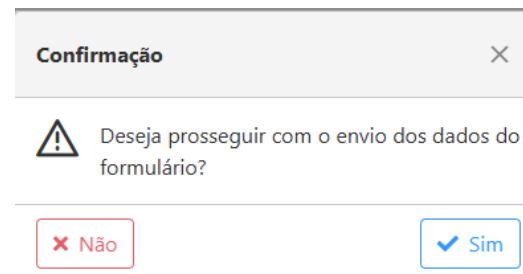 Confirmação
Deseja prosseguir com o envio dos dados do
formulário?
Não
Sim